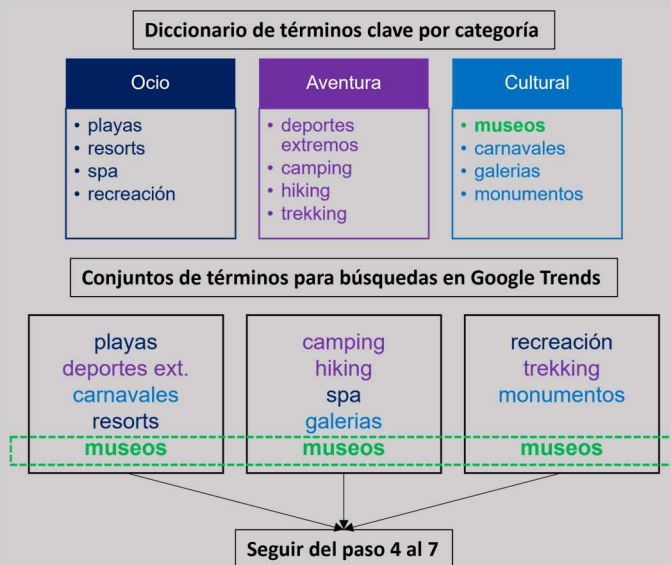 Diccionario de términos clave por categoría
Ocio
• playas
• resorts
• spa
• recreación
Aventura
• deportes
extremos
• camping
• hiking
• trekking
Cultural
• museos
• carnavales
• galerias
• monumentos
Conjuntos de términos para búsquedas en Google Trends
playas
deportes ext.
carnavales
resorts
museos
camping
hiking
spa
galerias
museos
recreación
trekking
monumentos
museos
Seguir del paso 4 al 7